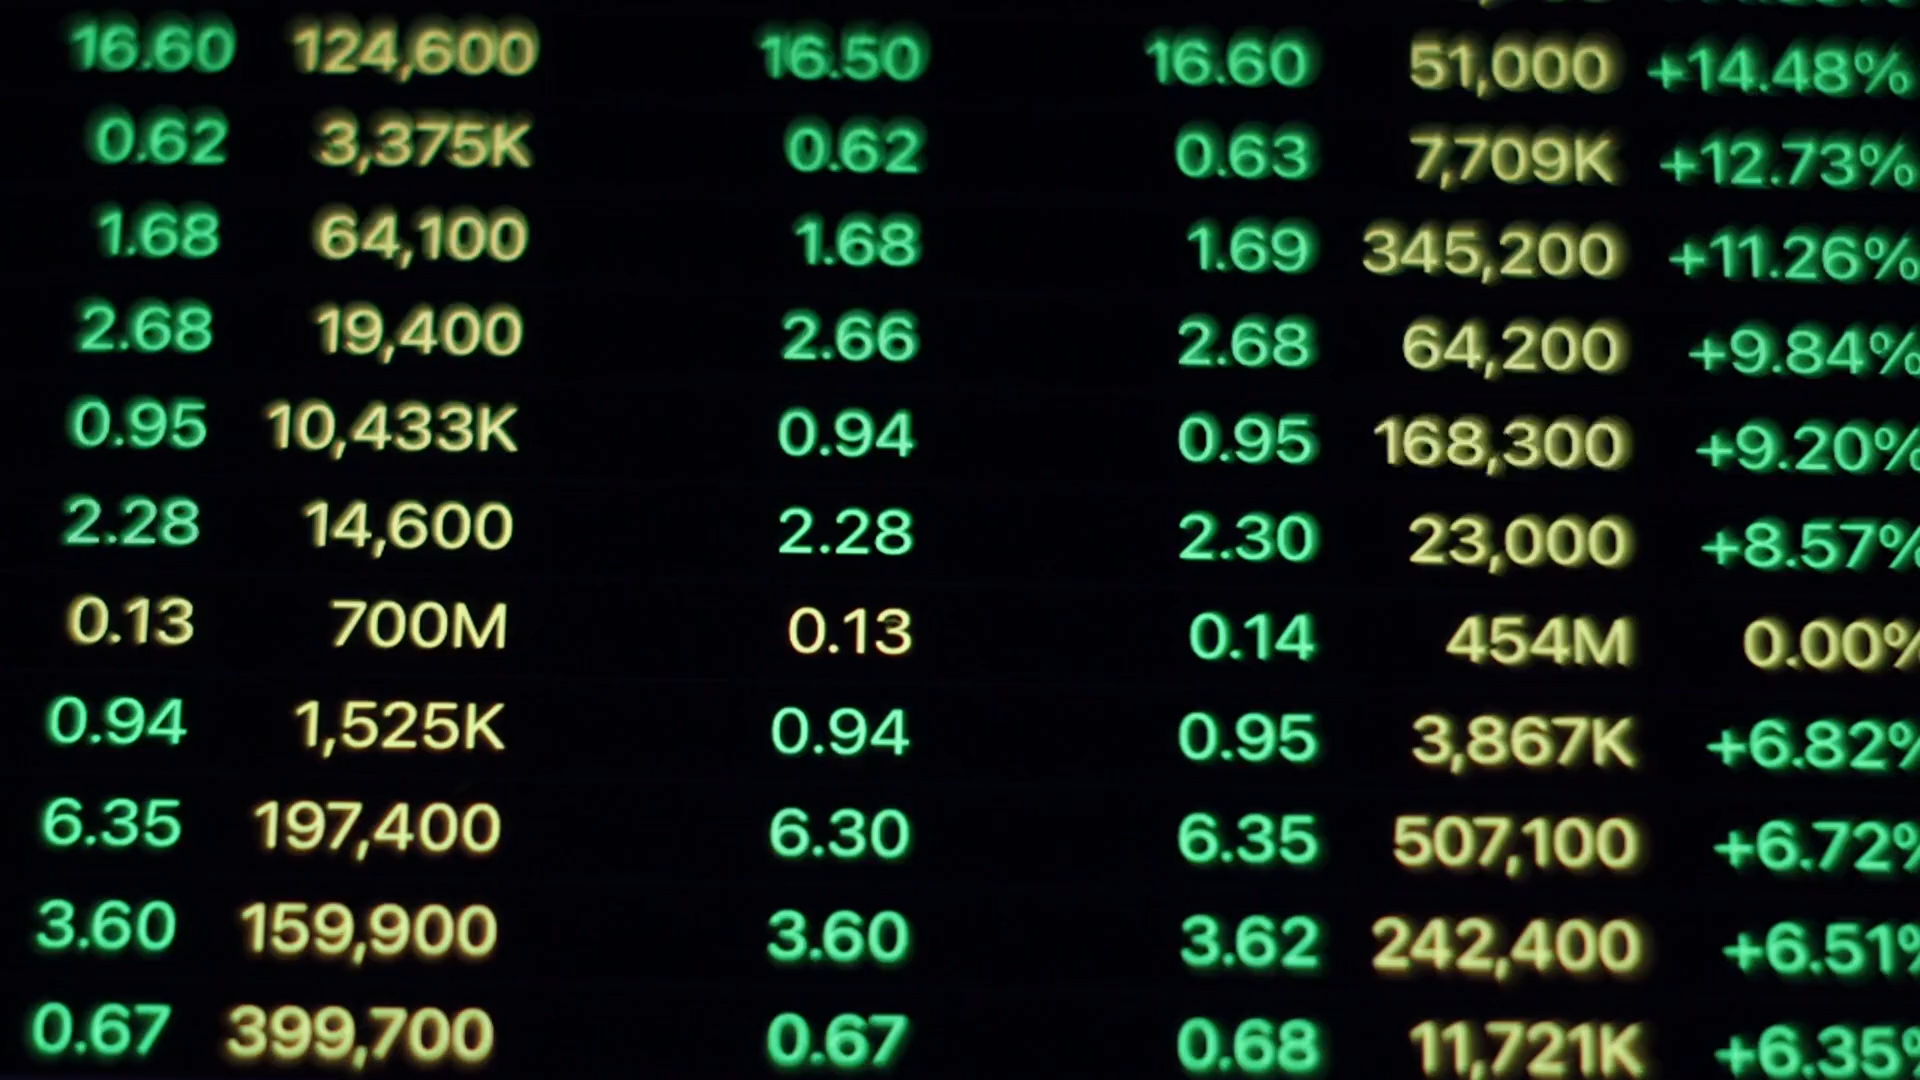 16.60 124,600 16.50 16.60 51,000 +14.48%
0.62 3,375K 0.62 0.63 7,709K +12.73%
1.68 64,100 1.68 1.69 345,200 +11.26%
2.68 19,400 2.66 2.68 64,200 +9.84%
0.95 10,433K 0.94 0.95 168,300 +9.20%
2.28 14,600 2.28 2.30 23,000 +8.57%
0.13 700M 0.13 0.14 454M 0.00%
0.94 1,525K 0.94 0.95 3,867K +6.82%
6.35 197,400 6.30 6.35 507,100 +6.72%
3.60 159,900 3.60 3.62 242,400 +6.51%
0.67 399,700 0.67 0.68 11,721K +6.35%